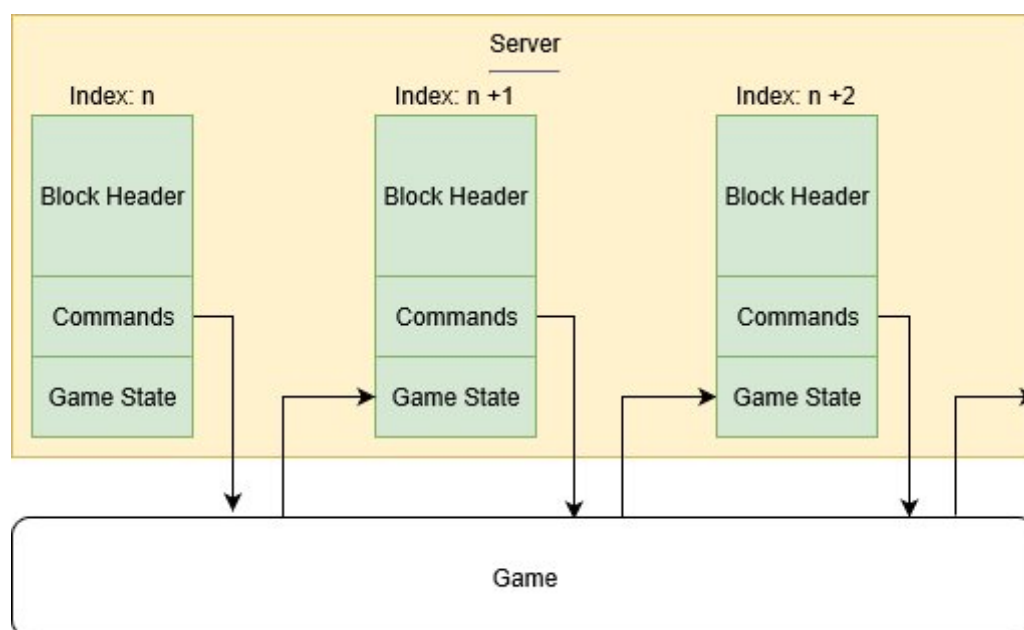 Server
Index: n
Index: n +1
Index: n +2
Block Header
Block Header
Block Header
Commands
Commands
Commands
Game State
Game State
Game State
Game